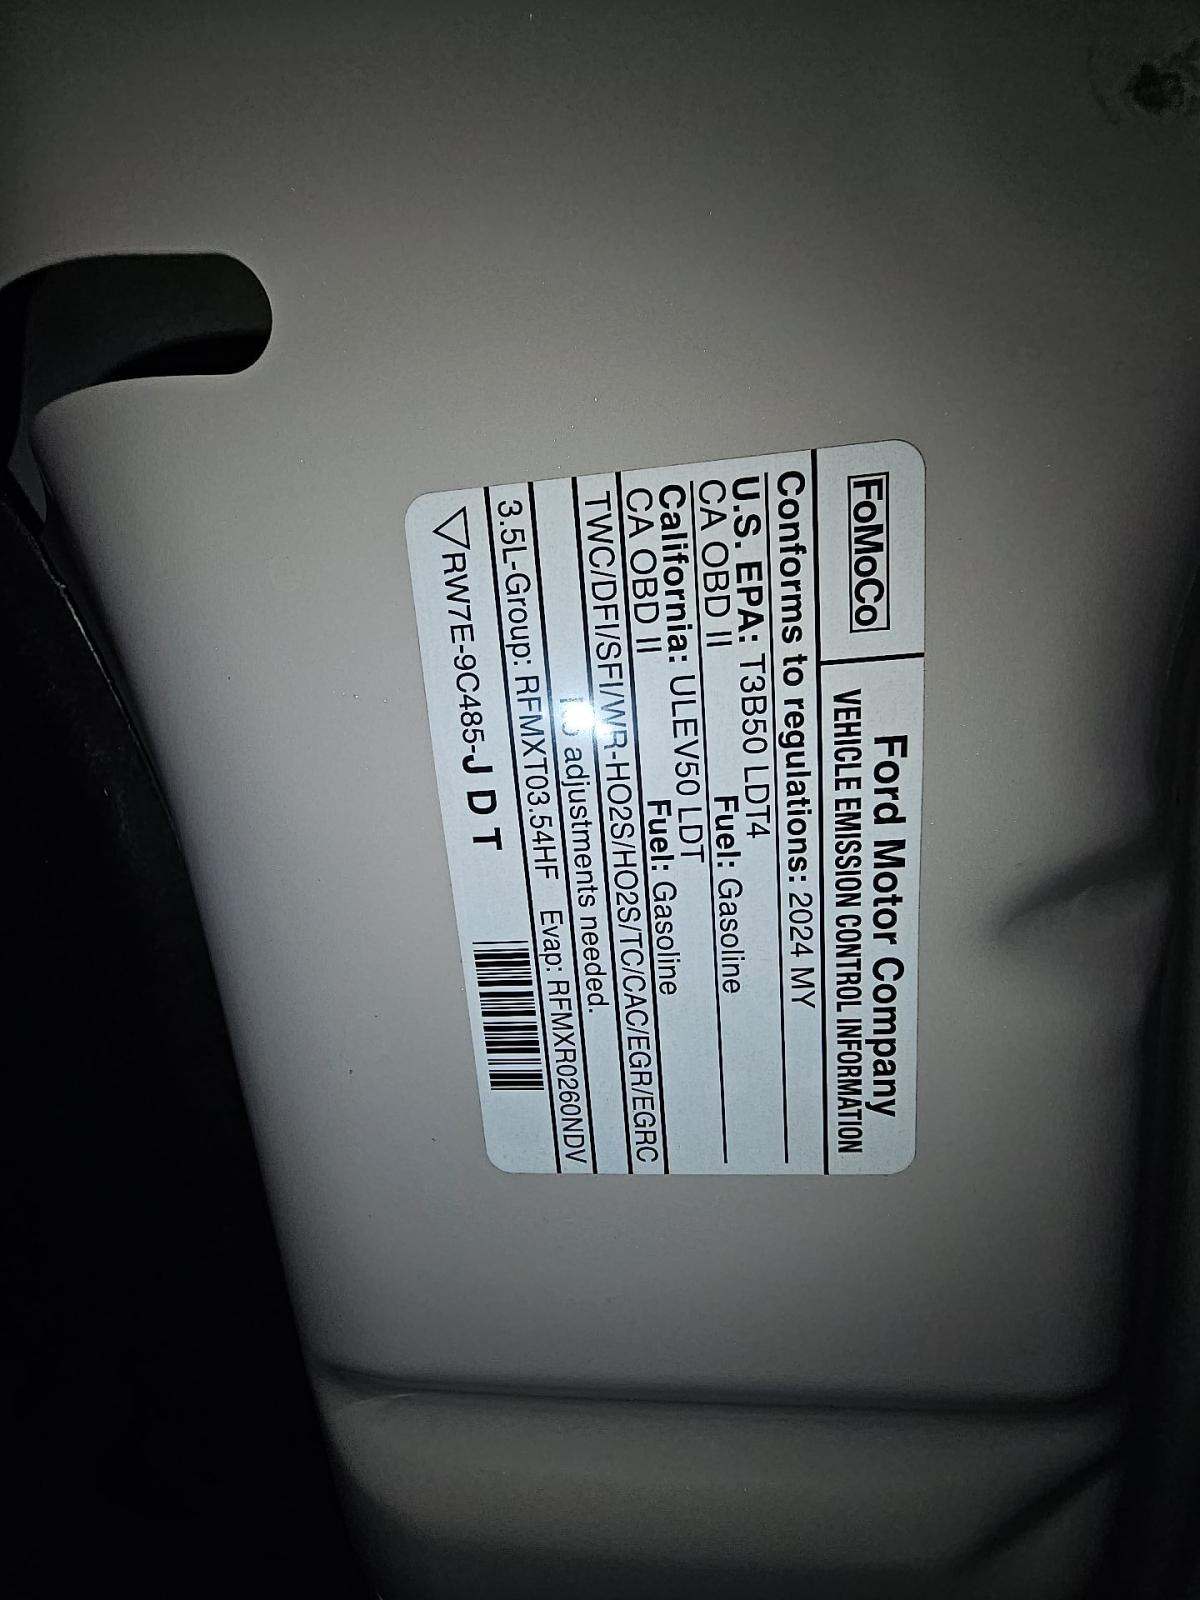 FoMoCo
Ford Motor Company
VEHICLE EMISSION CONTROL INFORMATION
Conforms to regulations: 2024 MY
U.S. EPA: T3B50 LDT4 Fuel: Gasoline
CA OBD II
California: ULEV50 LDT Fuel: Gasoline
CA OBD II
TWC/DFI/SFI/WR-HO2S/HO2S/TC/CAC/EGR/EGRC
No adjustments needed.
3.5L-Group: RFMXT03.54HF Evap: RFMXR0260NDV
▽RW7E-9C485-J D T